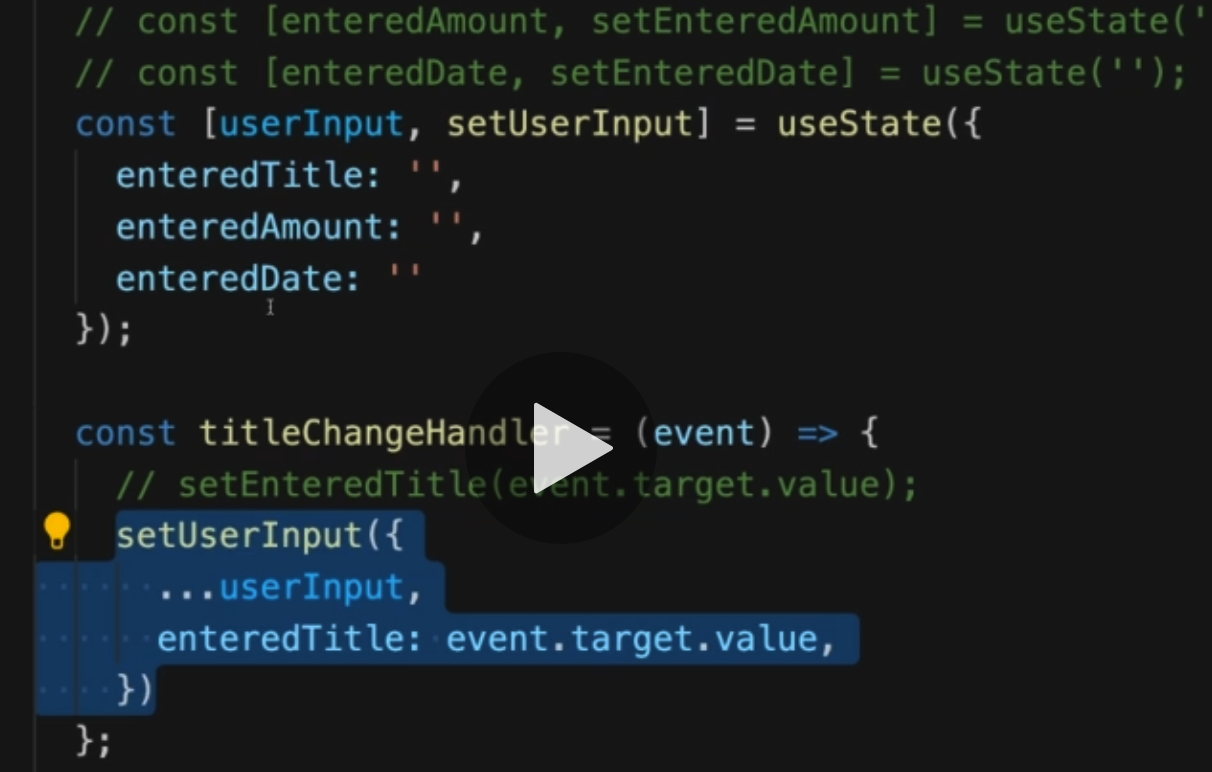 // const [enteredAmount, setEnteredAmount] = useState('
// const [enteredDate, setEnteredDate] = useState('');
const [userInput, setUserInput] = useState({
enteredTitle: '',
enteredAmount: '',
enteredDate: ''
});
const titleChangeHandler = (event) => {
// setEnteredTitle(event.target.value);
setUserInput({
...userInput,
enteredTitle: event.target.value,
})
};